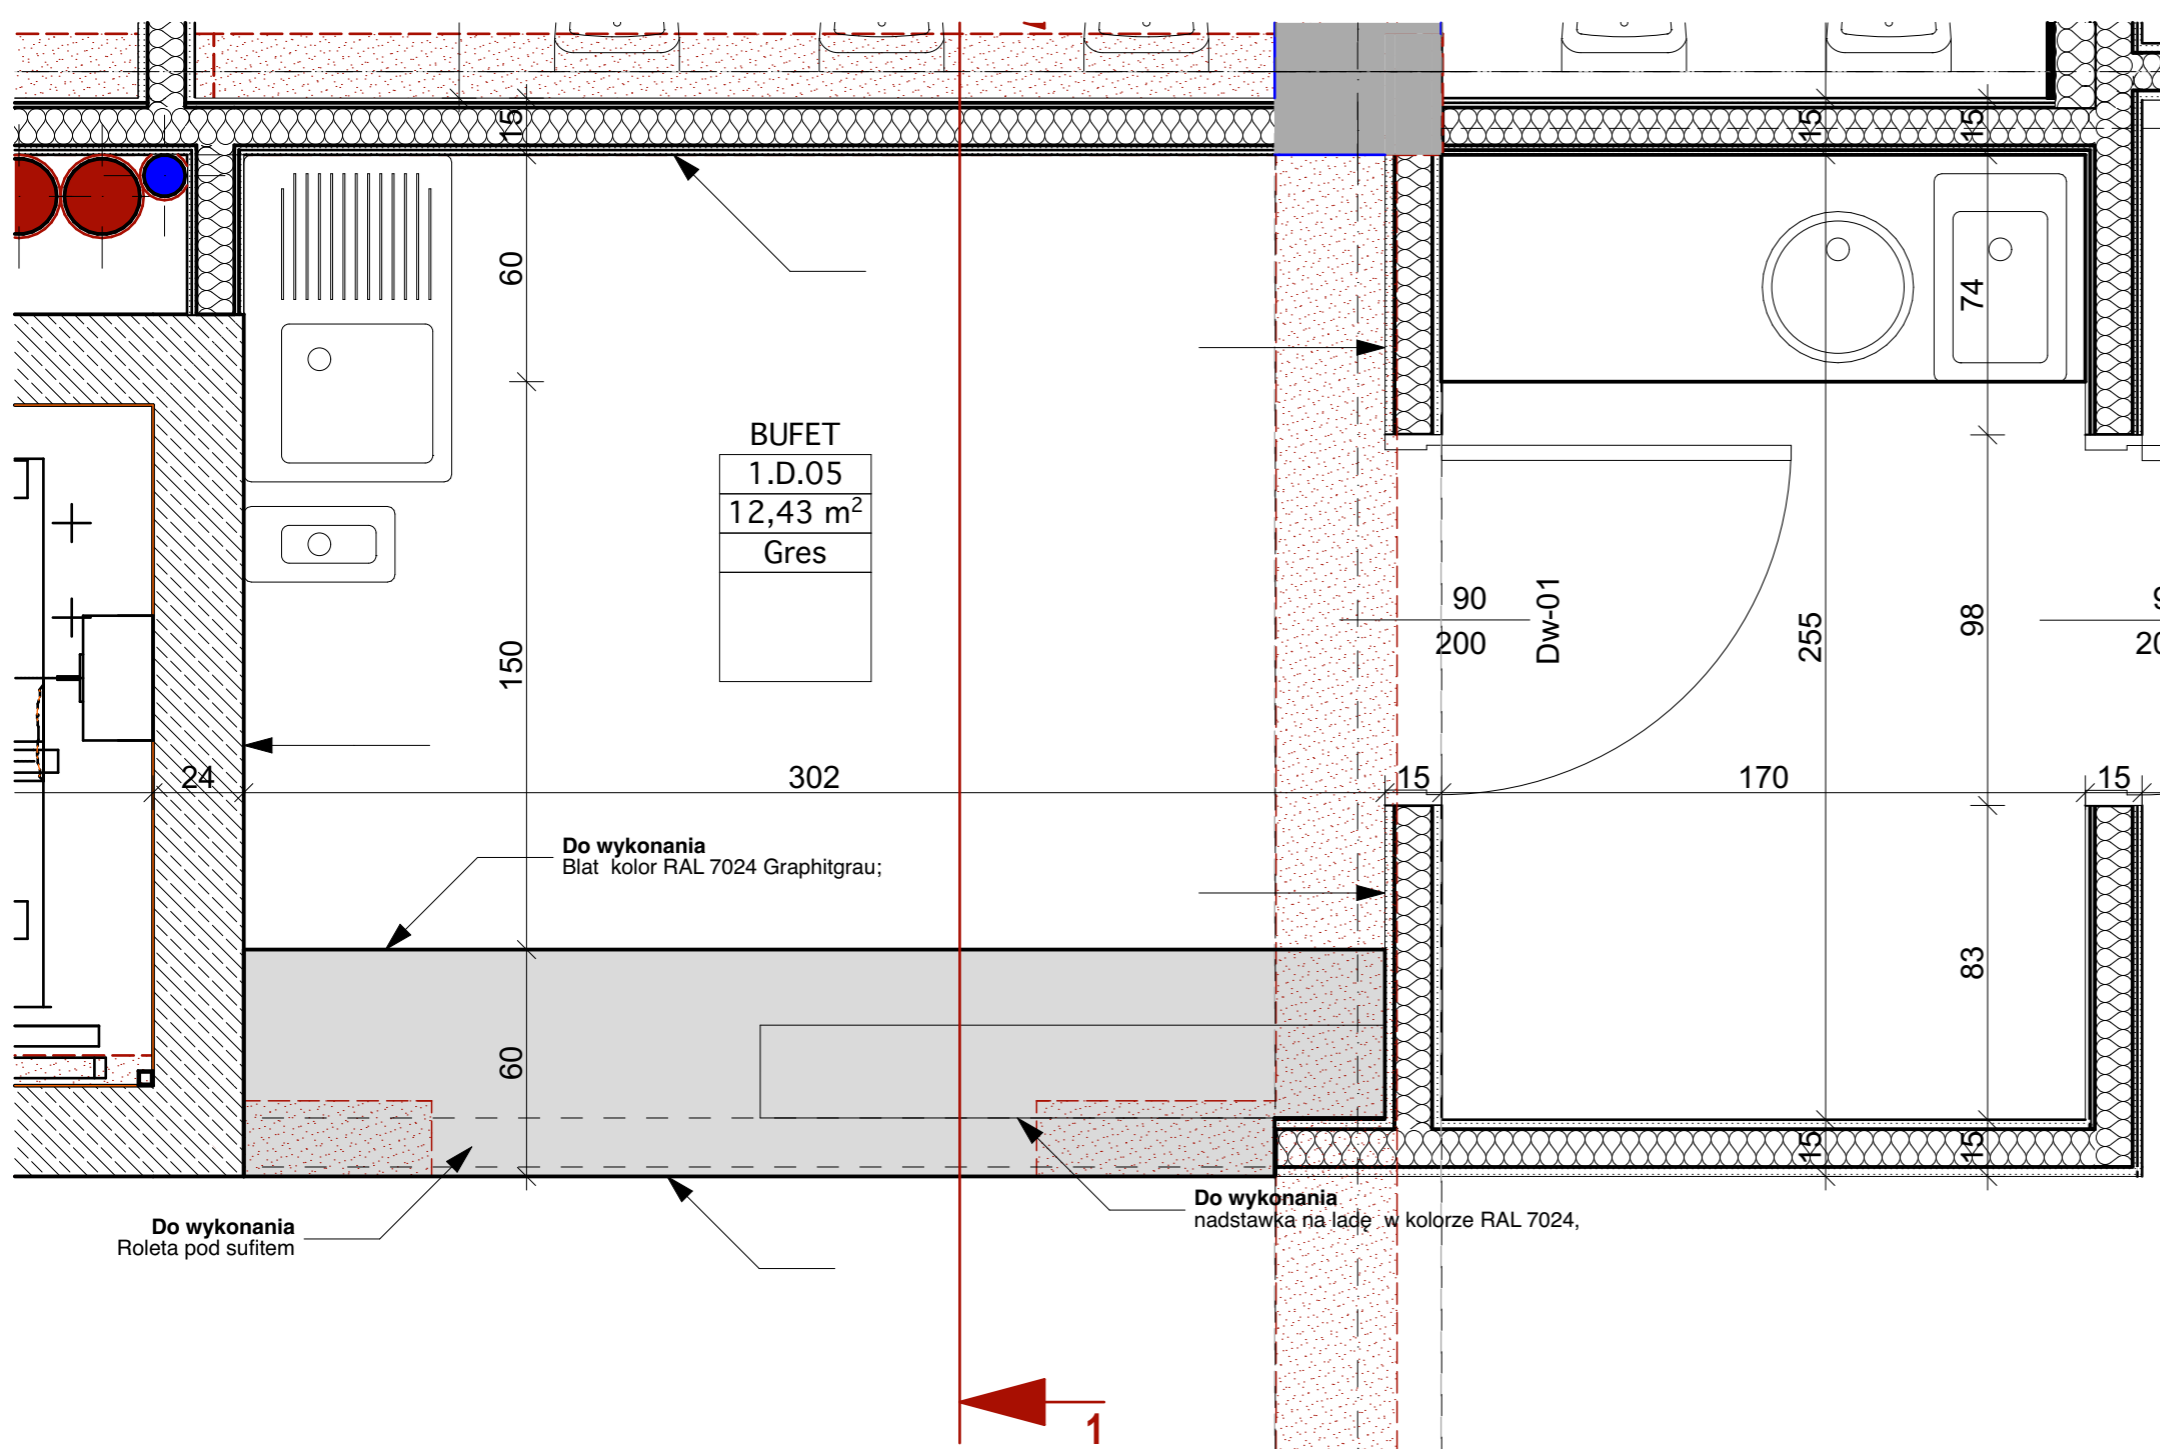 15
15
15
60
74
BUFET
1.D.05
12,43 m²
Gres
150
90
200
Dw-01
255
98
24
302
15
170
15
Do wykonania
Blat kolor RAL 7024 Graphitgrau;
60
83
15
15
Do wykonania
nadstawka na ladę w kolorze RAL 7024,
Do wykonania
Roleta pod sufitem
1